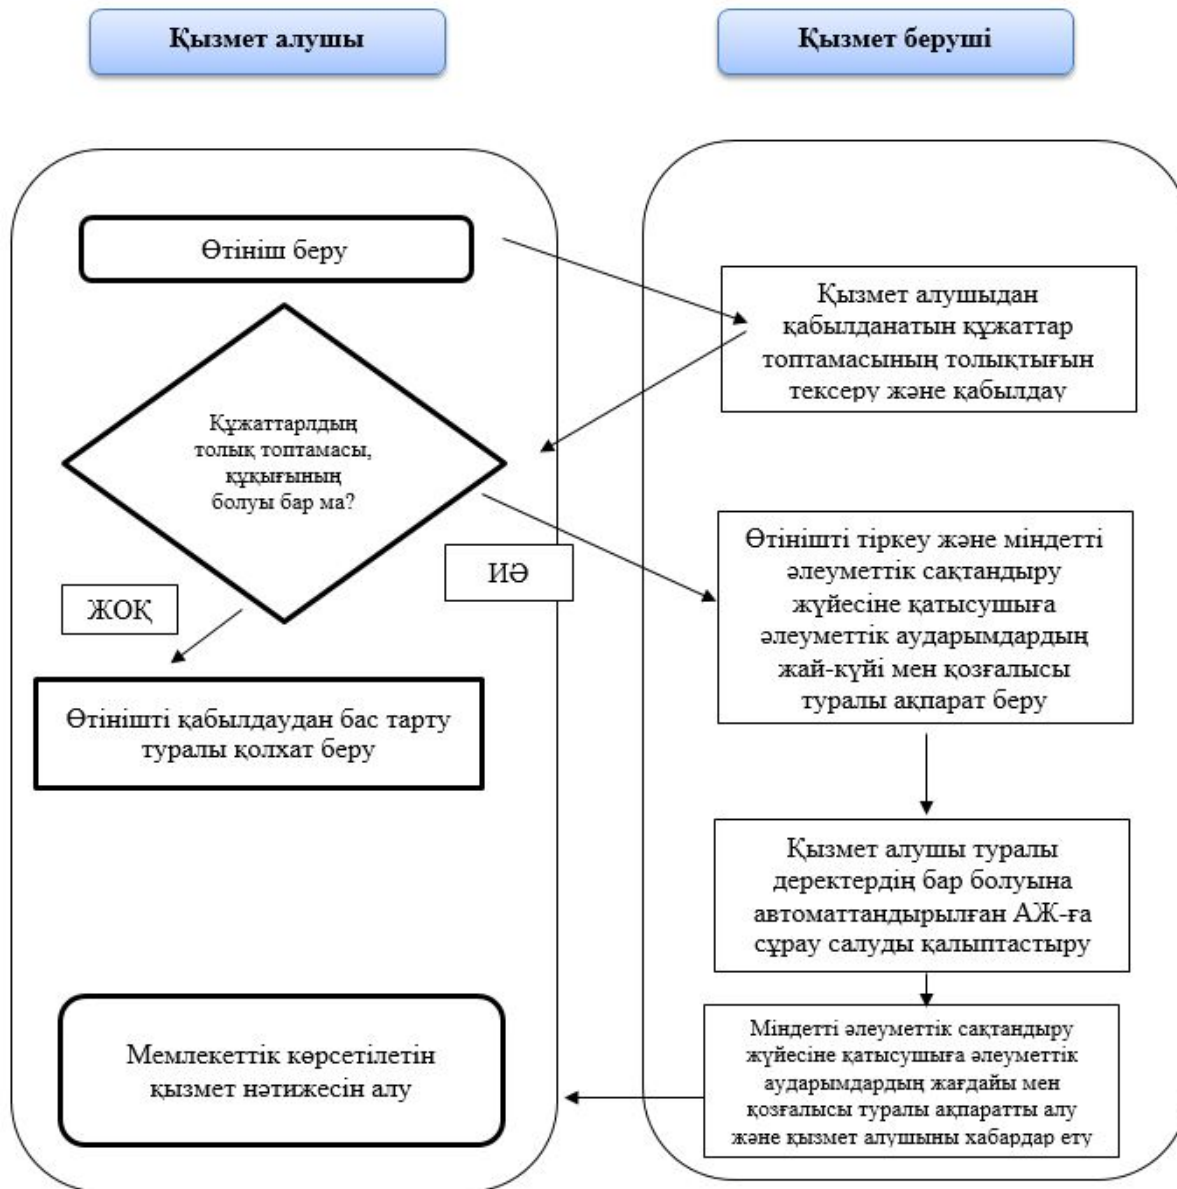 Қызмет алушы
Қызмет беруші
Өтініш беру
Қызмет алушыдан
қабылданатын құжаттар
топтамасының толықтығын
тексеру және қабылдау
Құжаттарлдың
толық топтамасы,
құқығының
болуы бар ма?
ИӘ
ЖОҚ
Өтінішті тіркеу және міндетті
әлеуметтік сақтандыру
жүйесіне қатысушыға
әлеуметтік аударымдардың
жай-күйі мен қозғалысы
туралы ақпарат беру
Өтінішті қабылдаудан бас тарту
туралы қолхат беру
Қызмет алушы туралы
деректердің бар болуына
автоматтандырылған АЖ-ға
сұрау салуды қалыптастыру
Міндетті әлеуметтік сақтандыру
жүйесіне қатысушыға әлеуметтік
аударымдардың жағдайы мен
қозғалысы туралы ақпаратты алу
және қызмет алушыны хабардар ету
Мемлекеттік көрсетілетін
қызмет нәтижесін алу